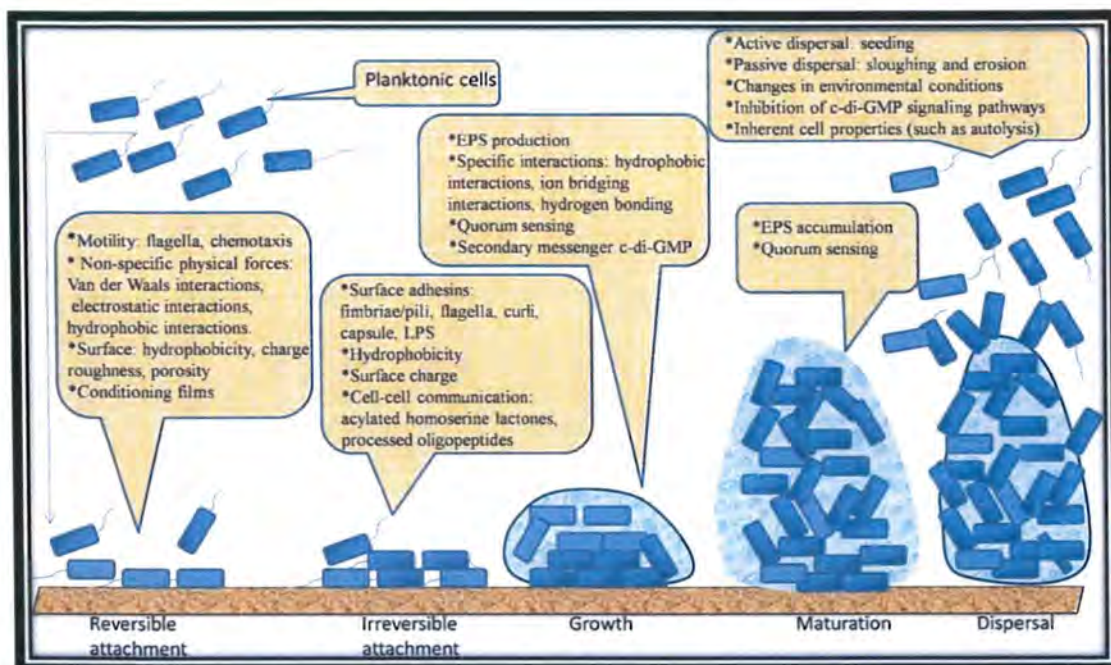 Planktonic cells
*Motility: flagella, chemotaxis
* Non-specific physical forces:
Van der Waals interactions,
electrostatic interactions,
hydrophobic interactions.
*Surface: hydrophobicity, charge
roughness, porosity
*Conditioning films
*Surface adhesins:
fimbriae/pili, flagella, curli,
capsule, LPS
*Hydrophobicity
*Surface charge
*Cell-cell communication:
acylated homoserine lactones,
processed oligopeptides
*EPS production
*Specific interactions: hydrophobic
interactions, ion bridging
interactions, hydrogen bonding
*Quorum sensing
*Secondary messenger c-di-GMP
*EPS accumulation
*Quorum sensing
*Active dispersal: seeding
*Passive dispersal: sloughing and erosion
*Changes in environmental conditions
*Inhibition of c-di-GMP signaling pathways
*Inherent cell properties (such as autolysis)
Reversible
attachment
Irreversible
attachment
Growth
Maturation
Dispersal